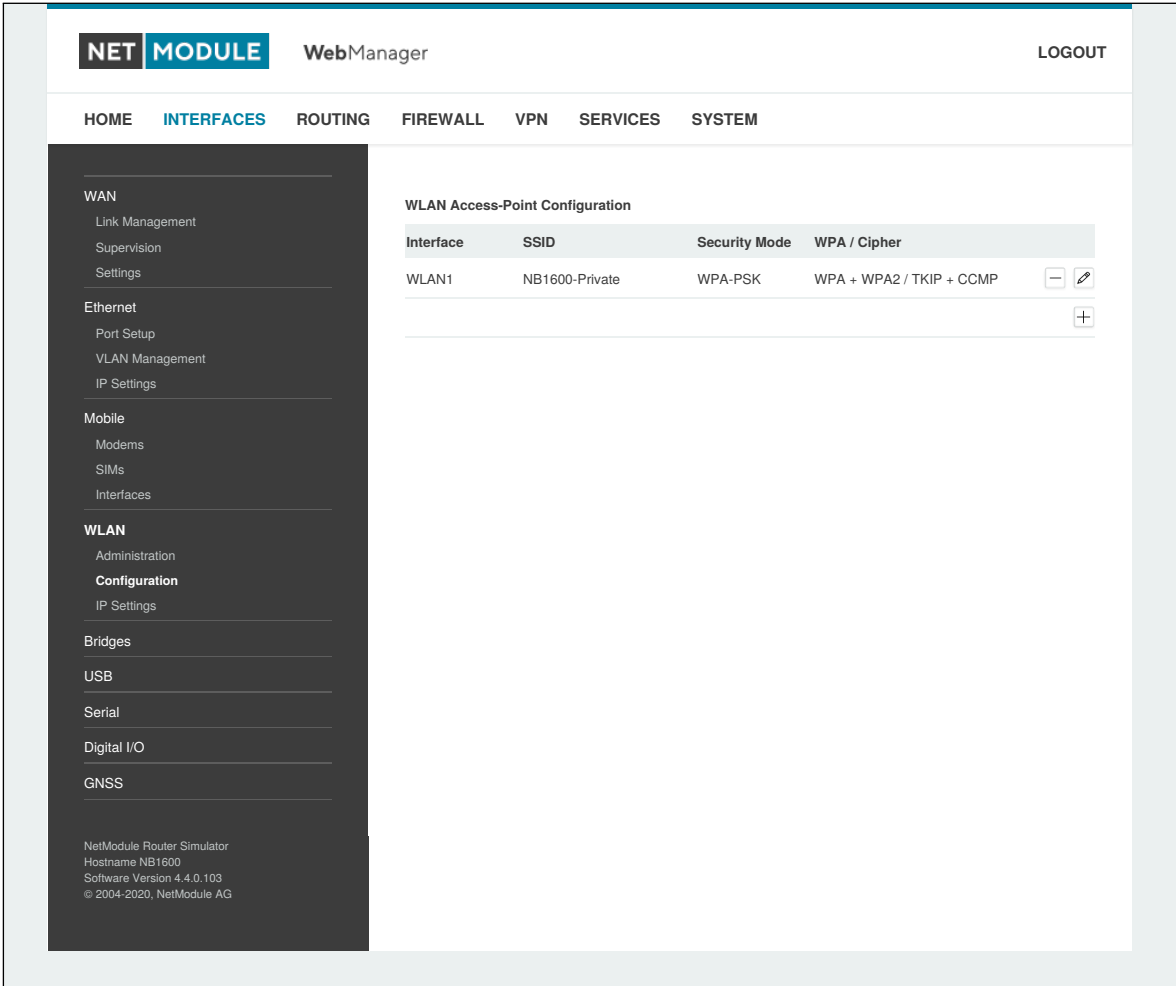 NET MODULE WebManager LOGOUT
HOME INTERFACES ROUTING FIREWALL VPN SERVICES SYSTEM
WAN
Link Management
Supervision
Settings
Ethernet
Port Setup
VLAN Management
IP Settings
Mobile
Modems
SIMs
Interfaces
WLAN
Administration
Configuration
IP Settings
Bridges
USB
Serial
Digital I/O
GNSS
NetModule Router Simulator
Hostname NB1600
Software Version 4.4.0.103
© 2004-2020, NetModule AG
WLAN Access-Point Configuration
Interface SSID Security Mode WPA / Cipher
WLAN1 NB1600-Private WPA-PSK WPA + WPA2 / TKIP + CCMP